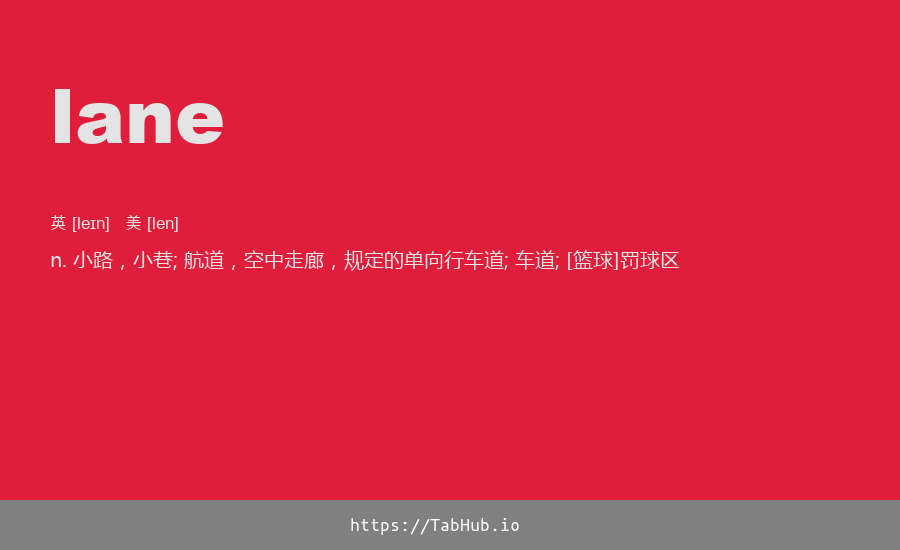 lane
英 [leɪn] 美 [len]
n. 小路，小巷; 航道，空中走廊，规定的单向行车道; 车道; [篮球]罚球区
https://TabHub.io